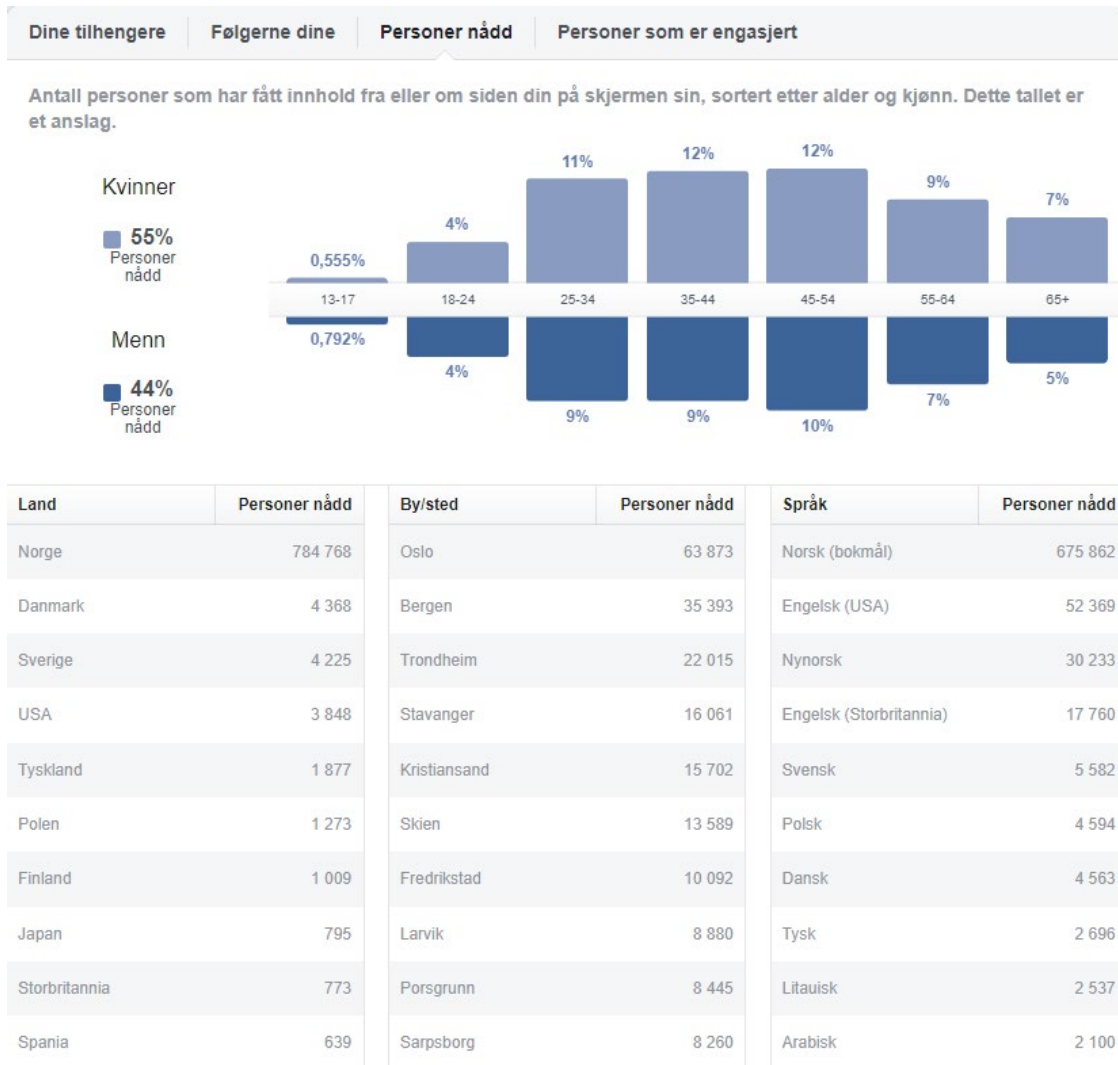 Dine tilhengere Følgerne dine Personer nådd Personer som er engasjert
Antall personer som har fått innhold fra eller om siden din på skjermen sin, sortert etter alder og kjønn. Dette tallet er
et anslag.
Kvinner
55%
Personer
nådd
0,555% 4% 11% 12% 12% 9% 7%
13-17 18-24 25-34 35-44 45-54 55-64 65+
Menn
44%
Personer
nådd
0,792% 4% 9% 9% 10% 7% 5%
Land Personer nådd By/sted Personer nådd Språk Personer nådd
Norge 784 768 Oslo 63 873 Norsk (bokmål) 675 862
Danmark 4 368 Bergen 35 393 Engelsk (USA) 52 369
Sverige 4 225 Trondheim 22 015 Nynorsk 30 233
USA 3 848 Stavanger 16 061 Engelsk (Storbritannia) 17 760
Tyskland 1 877 Kristiansand 15 702 Svensk 5 582
Polen 1 273 Skien 13 589 Polsk 4 594
Finland 1 009 Fredrikstad 10 092 Dansk 4 563
Japan 795 Larvik 8 880 Tysk 2 696
Storbritannia 773 Porsgrunn 8 445 Litauisk 2 537
Spania 639 Sarpsborg 8 260 Arabisk 2 100